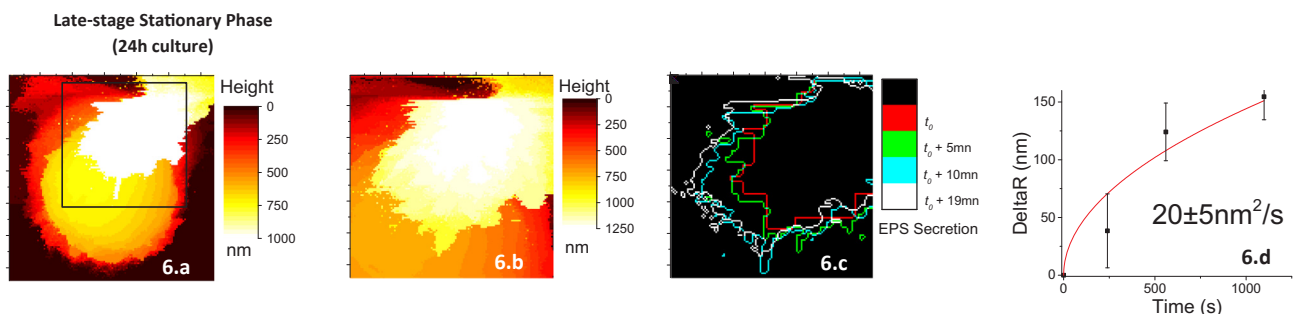 Late-stage Stationary Phase
(24h culture)
Height
0
250
500
750
1000
nm
6.a
Height
0
250
500
750
1000
1250
nm
6.b
t0
t0 + 5mn
t0 + 10mn
t0 + 19mn
EPS Secretion
6.c
DeltaR (nm)
150
100
50
0
20±5nm²/s
6.d
0
500
1000
Time (s)